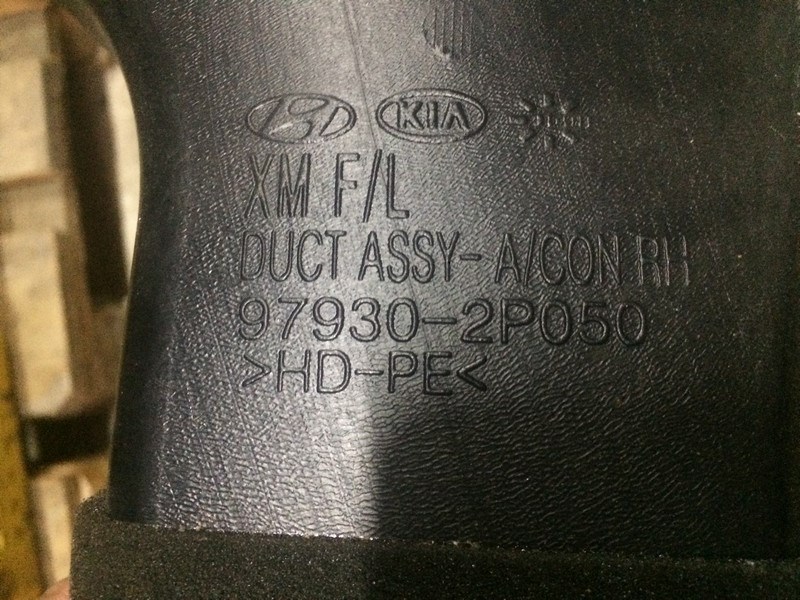 KIA
XM F/L
DUCT ASSY-A/CON RH
97930-2P050
>HD-PE<